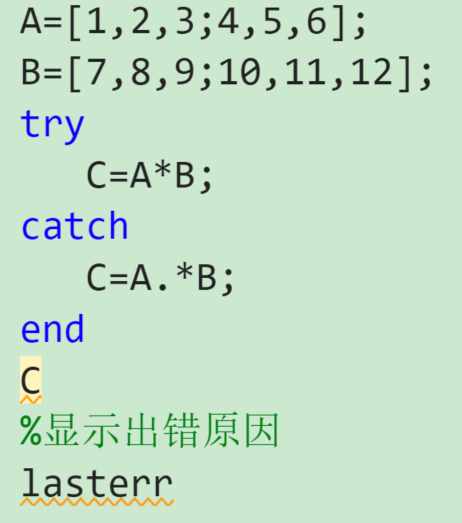 A=[1,2,3;4,5,6];
B=[7,8,9;10,11,12];
try
   C=A*B;
catch
   C=A.*B;
end
C
%显示出错原因
lasterr